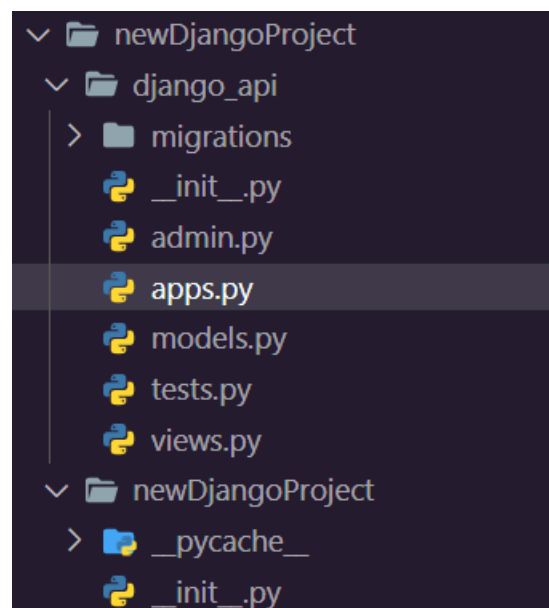 newDjangoProject
django_api
migrations
__init__.py
admin.py
apps.py
models.py
tests.py
views.py
newDjangoProject
__pycache__
__init__.py